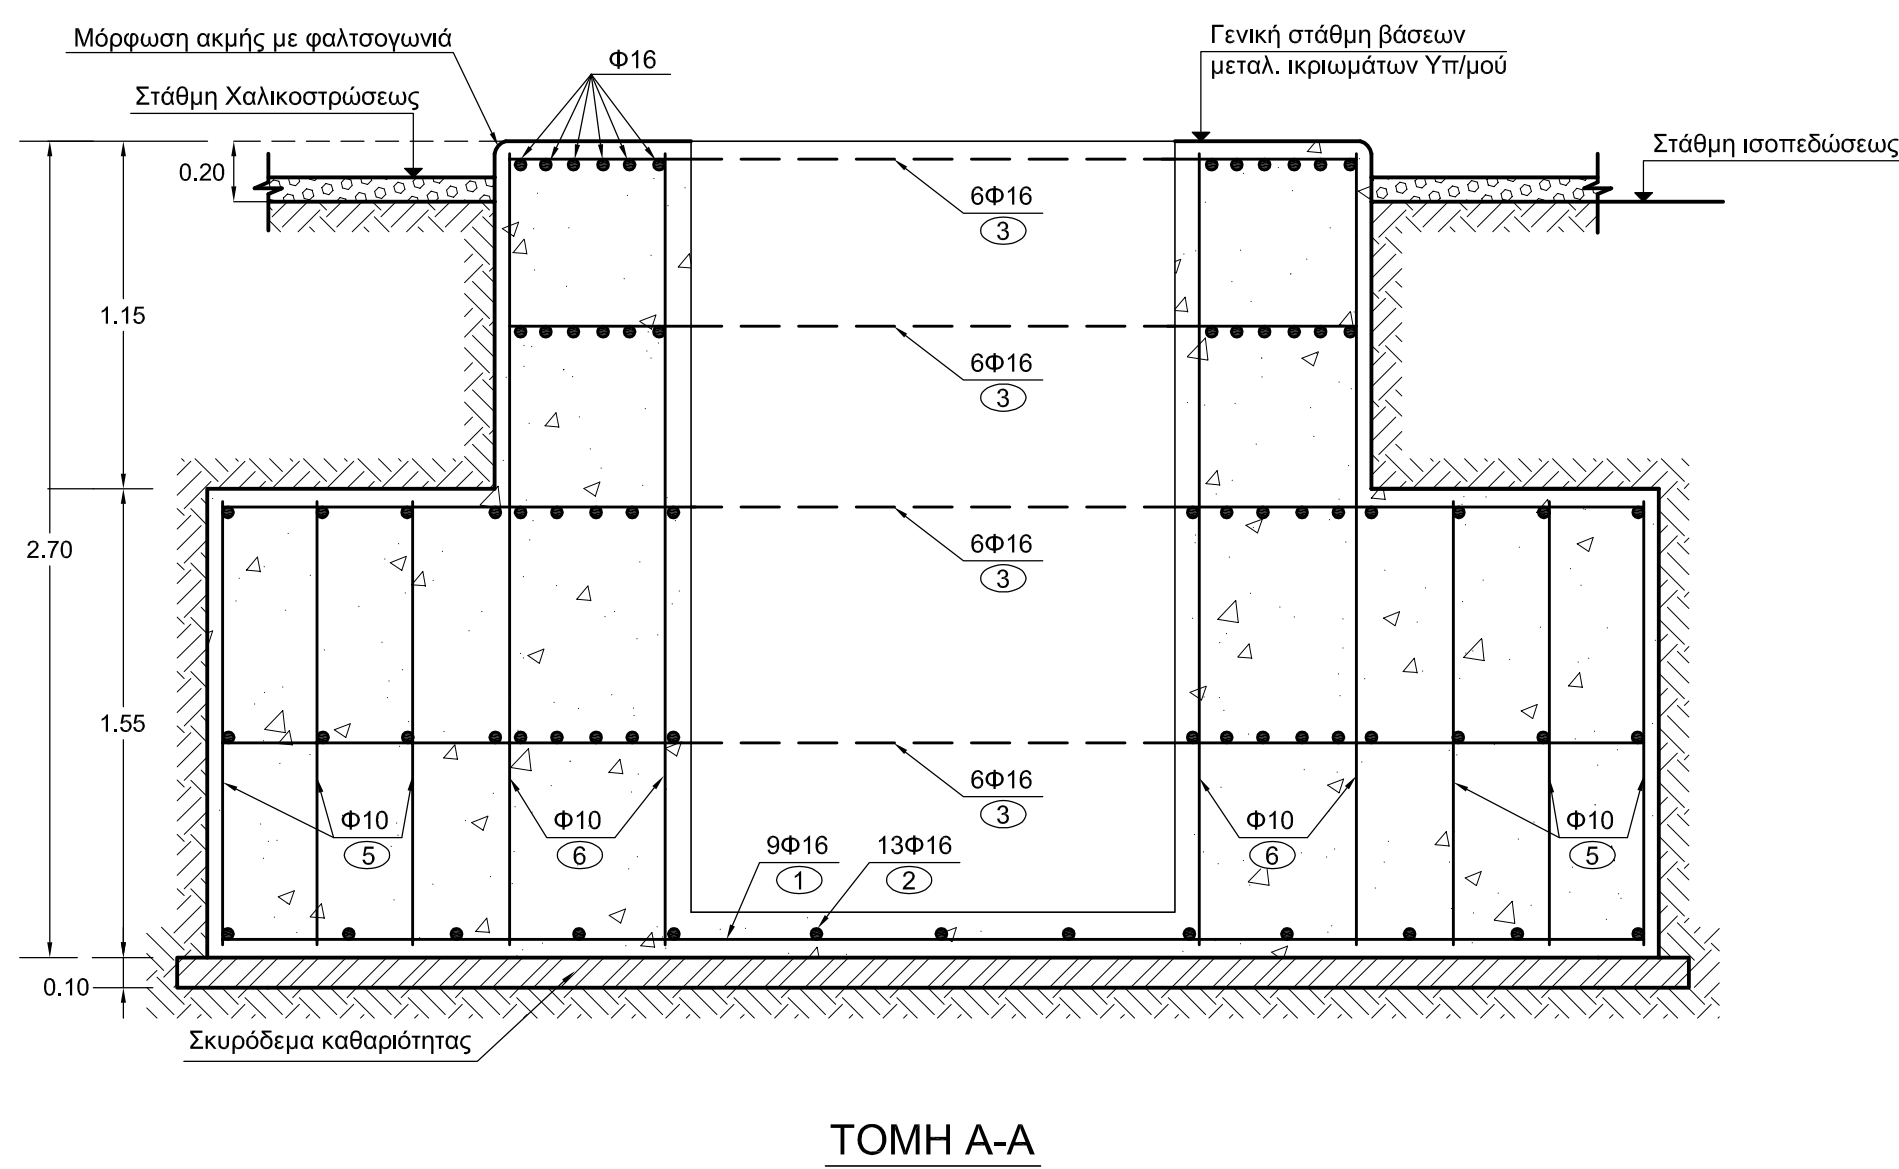 Μόρφωση ακμής με φαλτσογωνιά
Φ16
Γενική στάθμη βάσεων
μεταλ. ικριωμάτων Υπ/μού
Στάθμη Χαλικοστρώσεως
Στάθμη ισοπεδώσεως
0.20
6Φ16
3
1.15
6Φ16
3
2.70
6Φ16
3
1.55
6Φ16
3
Φ10
5
Φ10
6
9Φ16
1
13Φ16
2
Φ10
6
Φ10
5
0.10
Σκυρόδεμα καθαριότητας
ΤΟΜΗ Α-Α